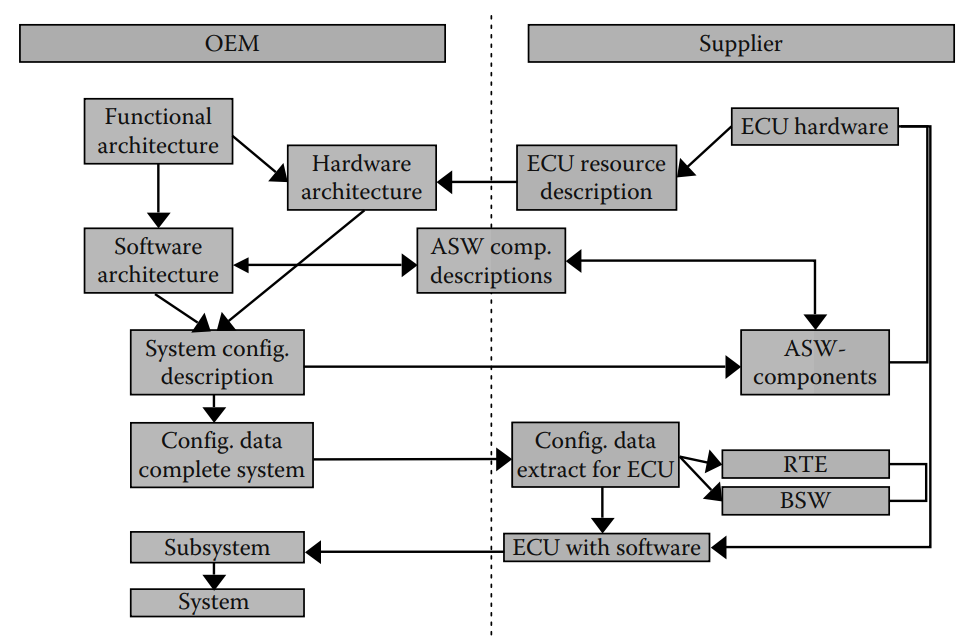 OEM
Supplier
Functional
architecture
ECU hardware
Hardware
architecture
ECU resource
description
Software
architecture
ASW comp.
descriptions
System config.
description
ASW-
components
Config. data
complete system
Config. data
extract for ECU
RTE
BSW
Subsystem
ECU with software
System